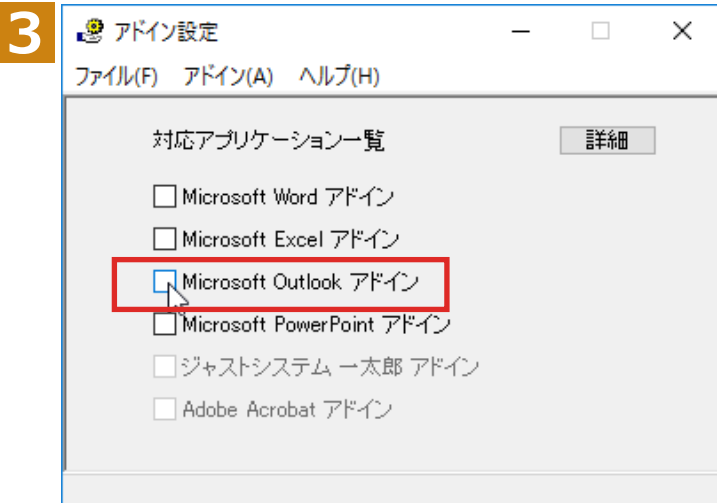 3
アドイン設定
ファイル(F) アドイン(A) ヘルプ(H)
対応アプリケーション一覧 詳細
Microsoft Word アドイン
Microsoft Excel アドイン
Microsoft Outlook アドイン
Microsoft PowerPoint アドイン
ジャストシステム 一太郎 アドイン
Adobe Acrobat アドイン